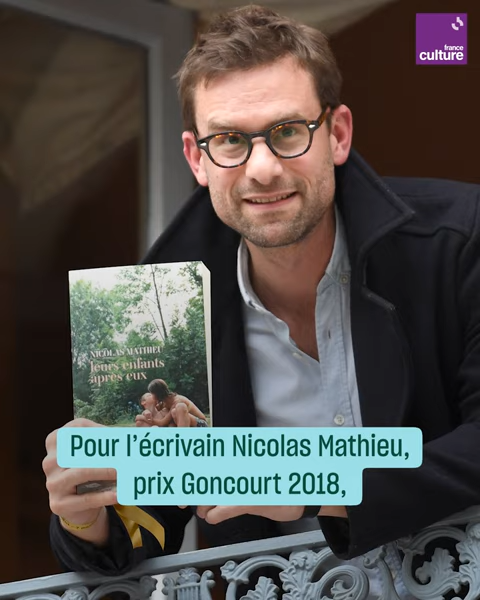 france
culture
NICOLAS MATHIEU
leurs enfants
après eux
Pour l'écrivain Nicolas Mathieu,
prix Goncourt 2018,